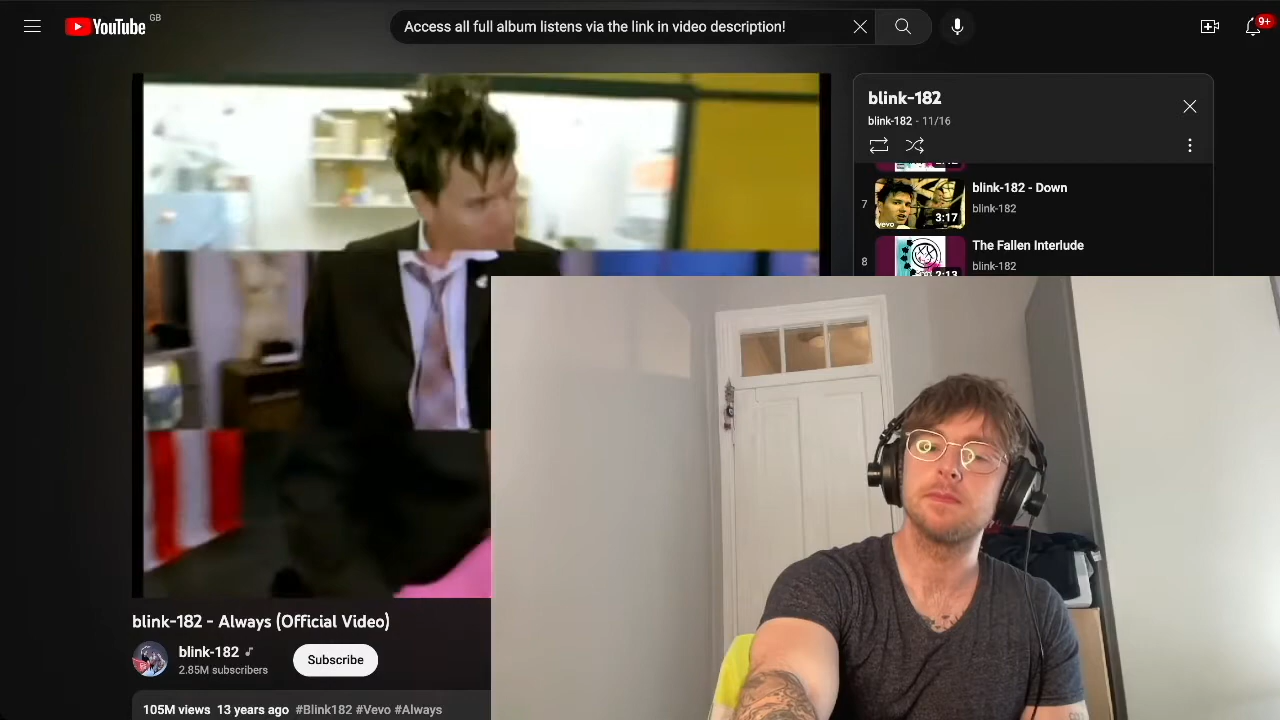 YouTube GB
Access all full album listens via the link in video description!
9+
blink-182
blink-182 - 11/16
7
blink-182 - Down
blink-182
3:17
vevo
8
The Fallen Interlude
blink-182
2:13
blink-182 - Always (Official Video)
blink-182
2.85M subscribers
Subscribe
105M views 13 years ago #Blink182 #Vevo #Always